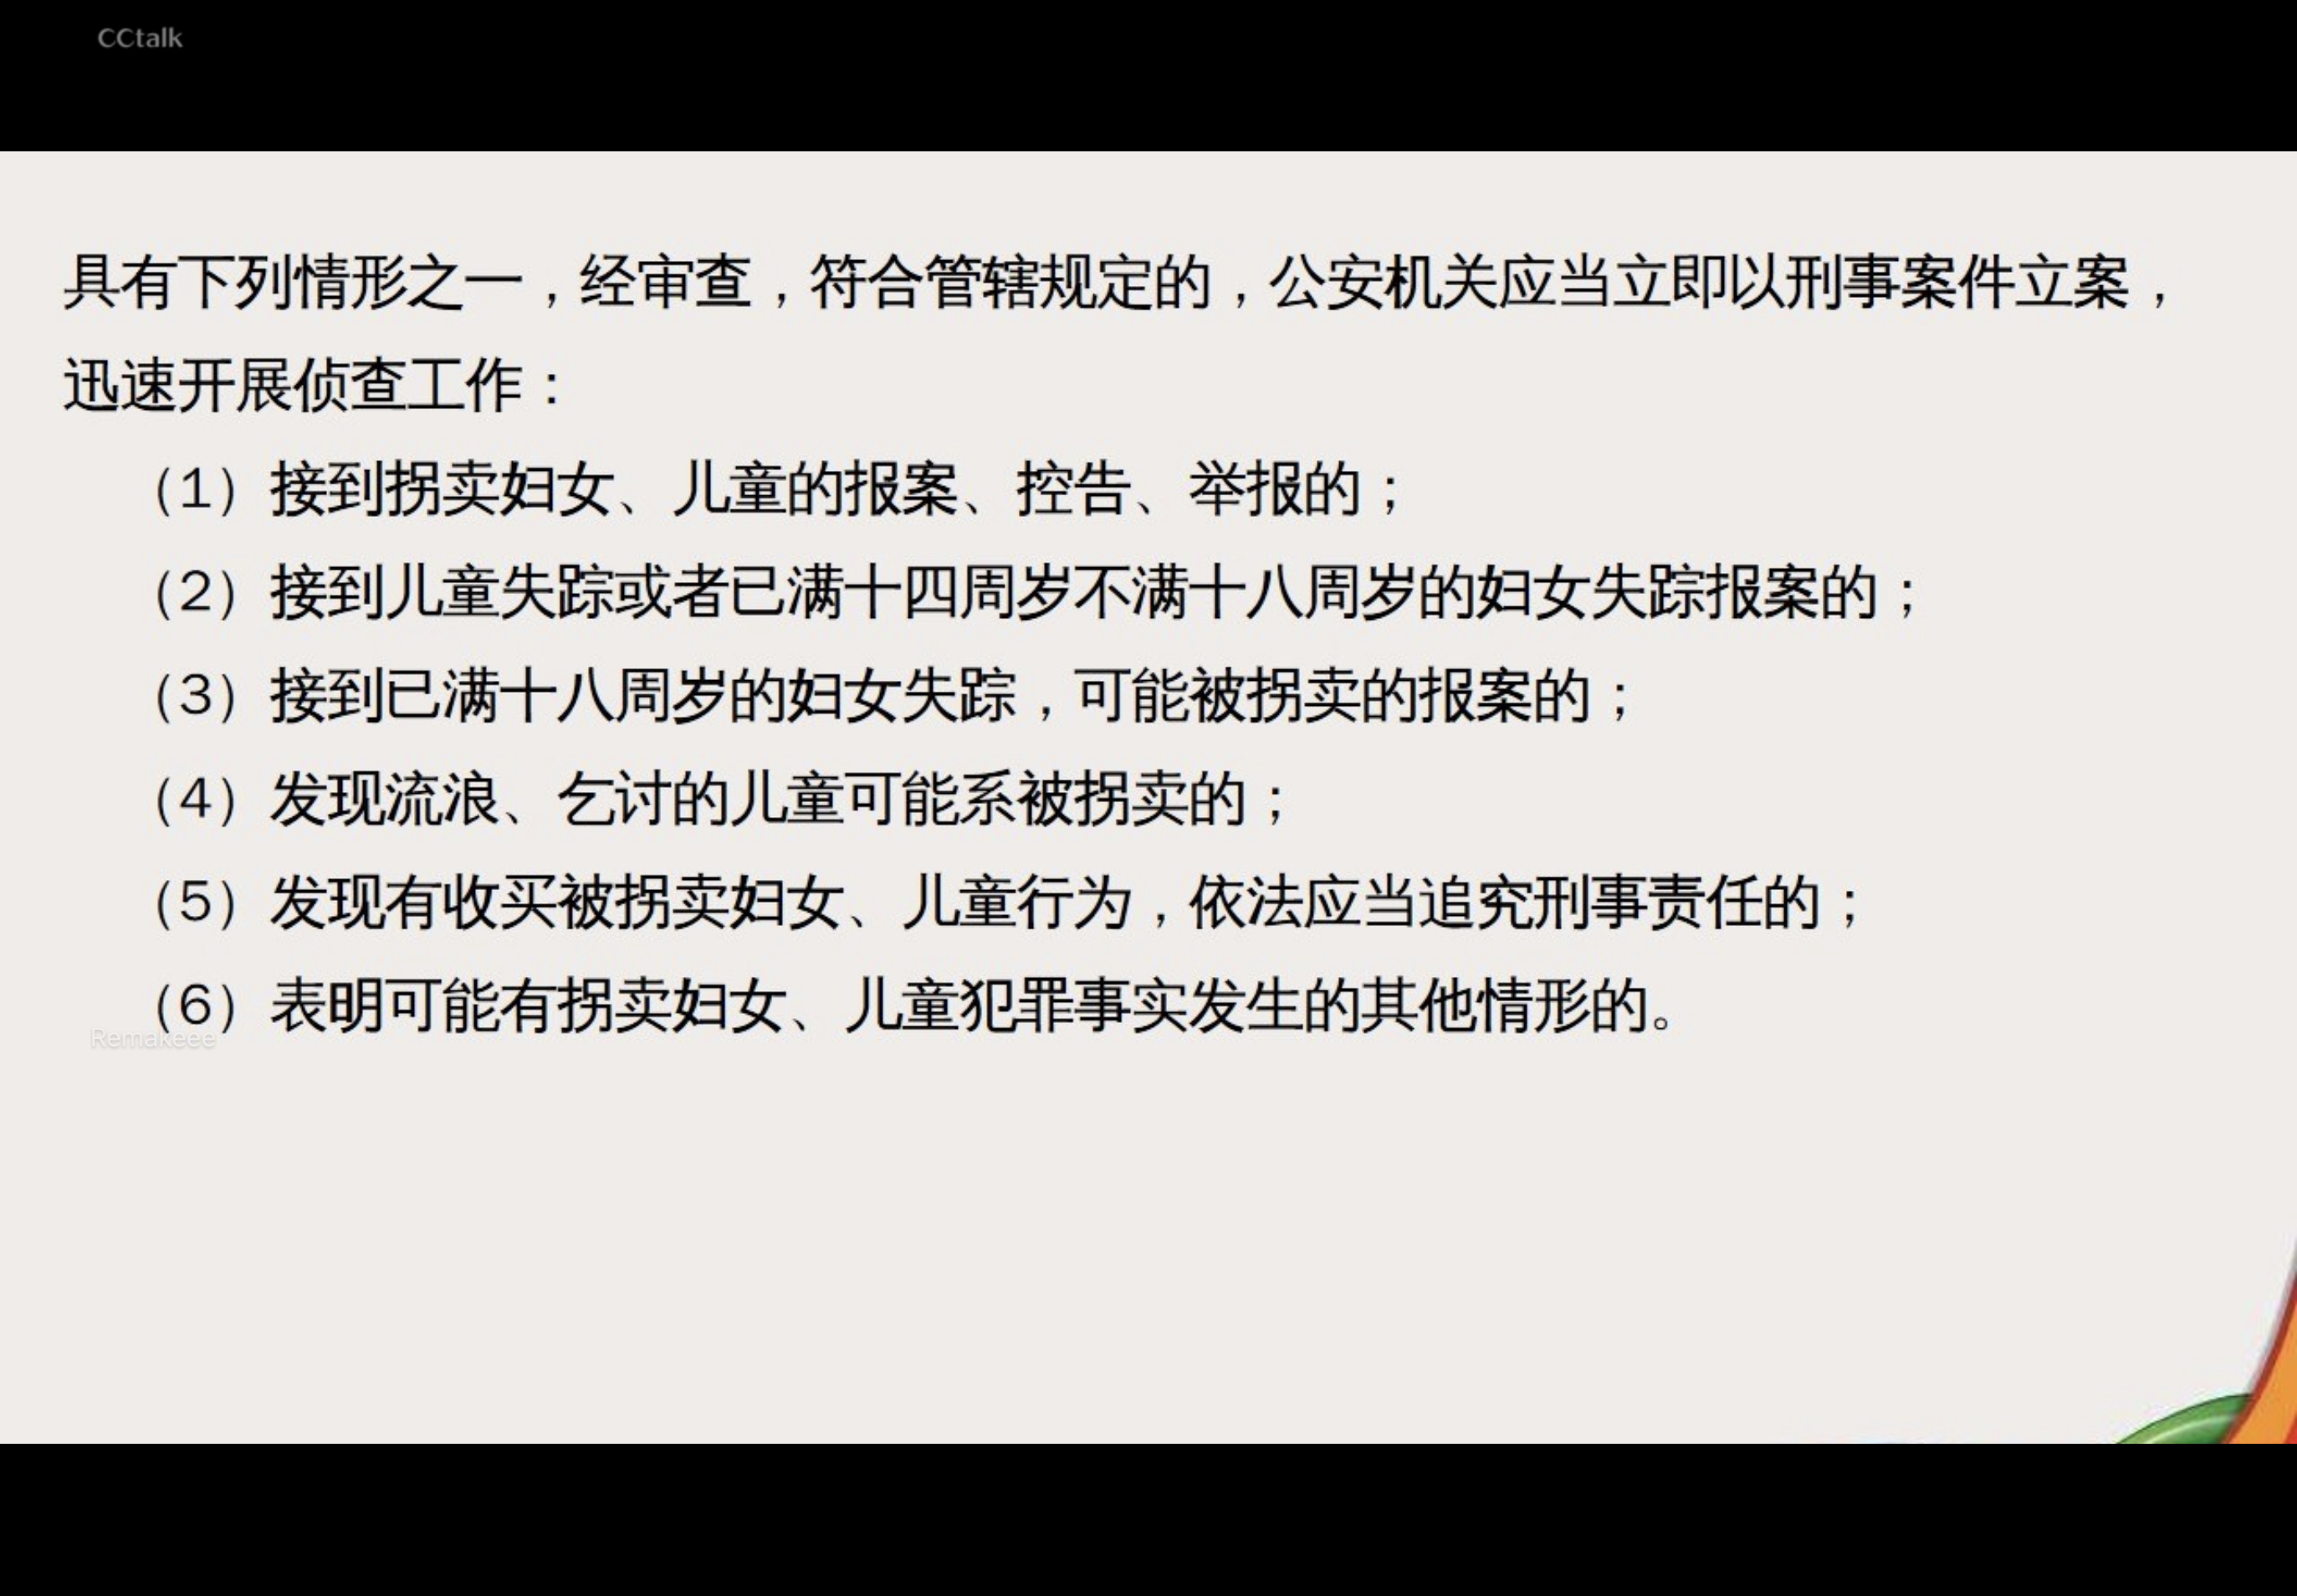 CCtalk
具有下列情形之一，经审查，符合管辖规定的，公安机关应当立即以刑事案件立案，
迅速开展侦查工作：
（1）接到拐卖妇女、儿童的报案、控告、举报的；
（2）接到儿童失踪或者已满十四周岁不满十八周岁的妇女失踪报案的；
（3）接到已满十八周岁的妇女失踪，可能被拐卖的报案的；
（4）发现流浪、乞讨的儿童可能系被拐卖的；
（5）发现有收买被拐卖妇女、儿童行为，依法应当追究刑事责任的；
（6）表明可能有拐卖妇女、儿童犯罪事实发生的其他情形的。
Remakeee